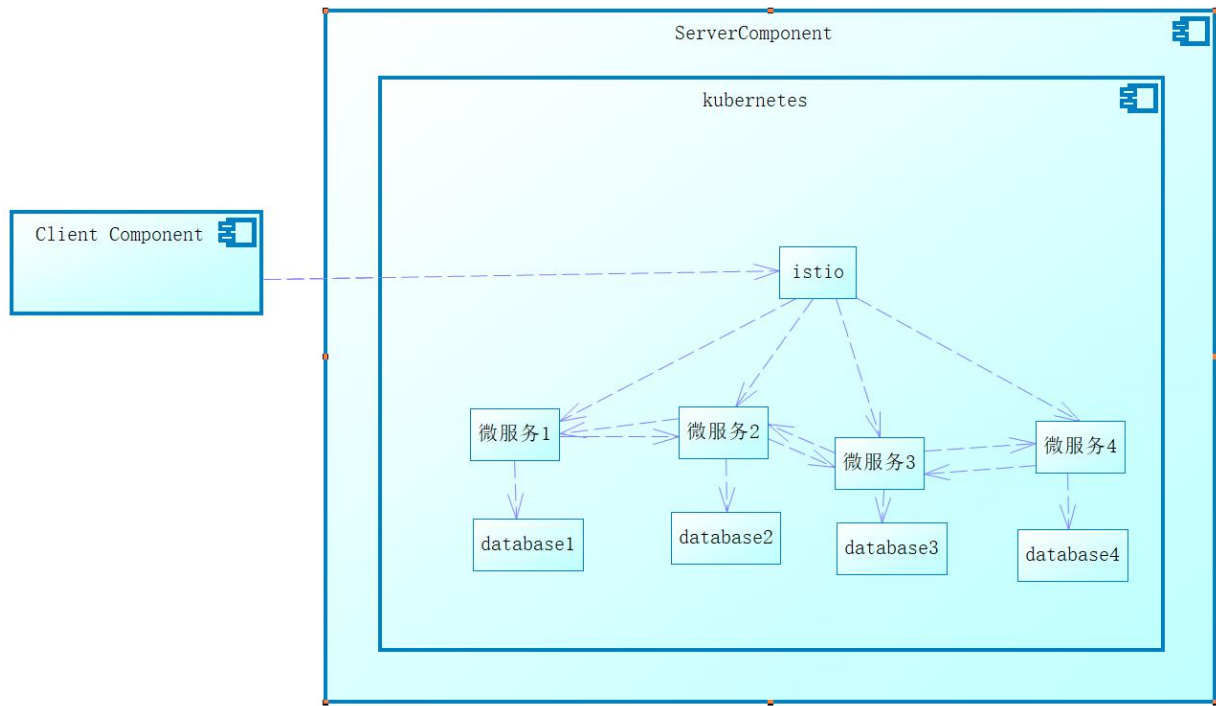 ServerComponent
kubernetes
Client Component
istio
微服务1
微服务2
微服务3
微服务4
database1
database2
database3
database4